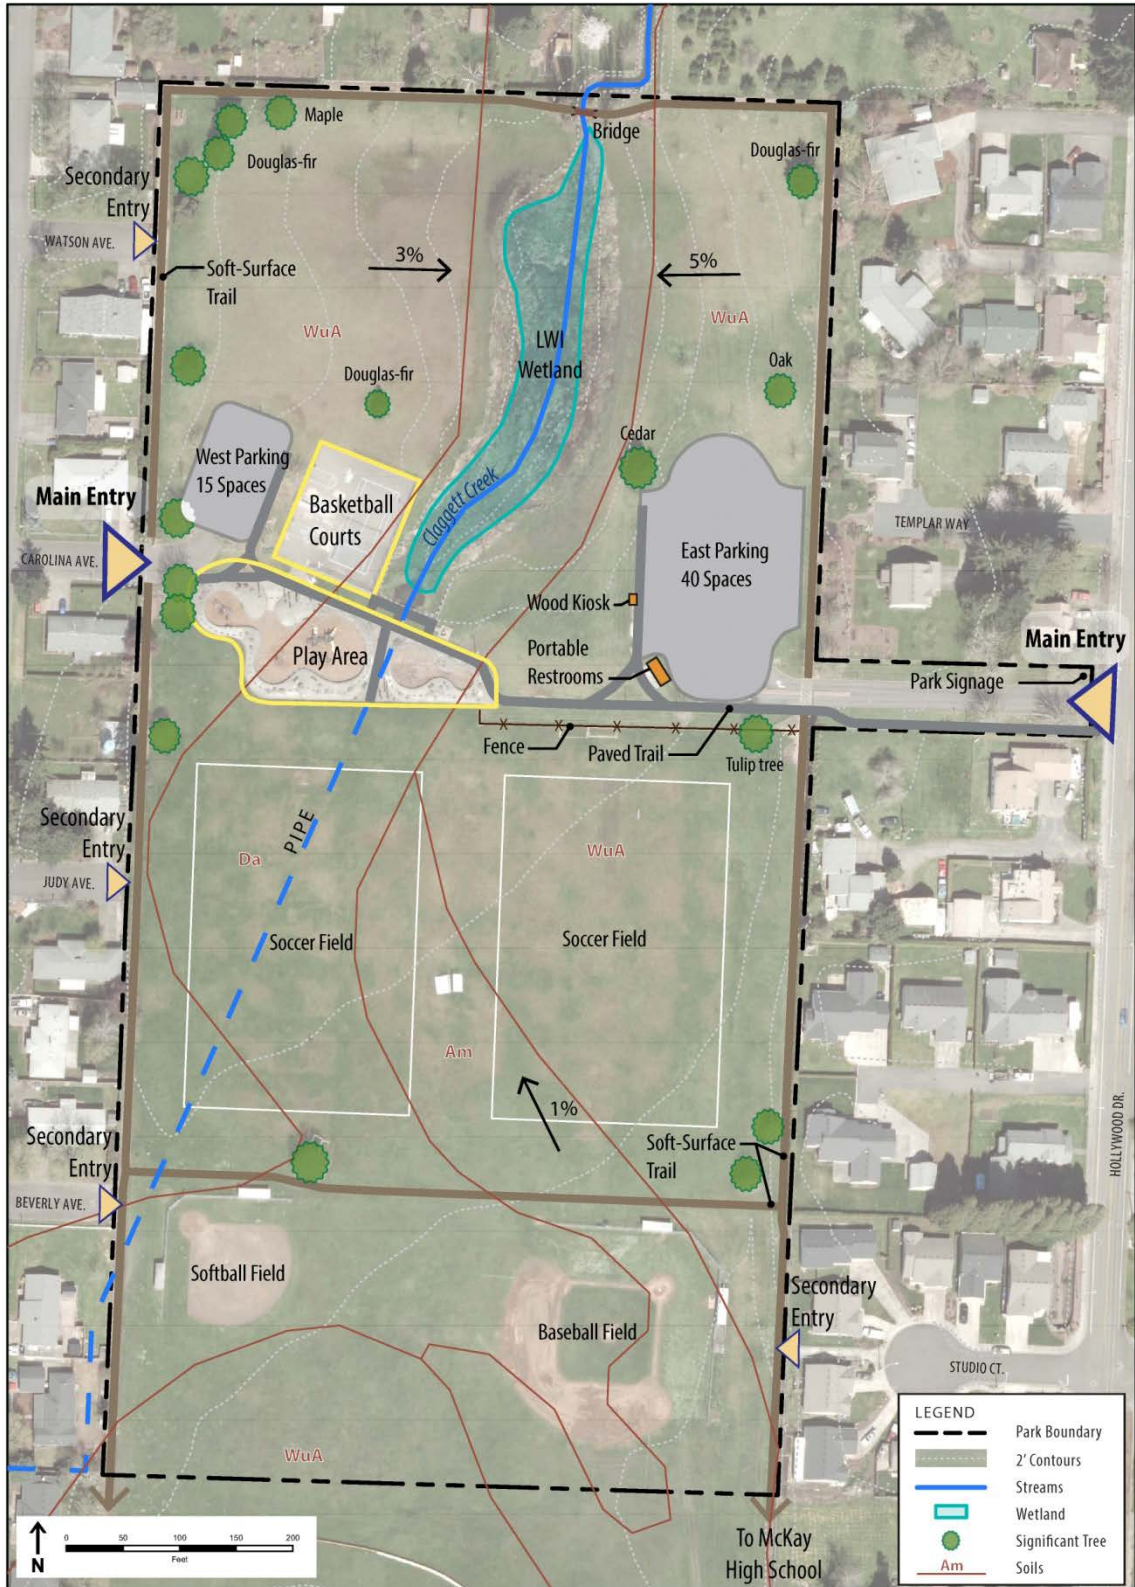 Maple
Bridge
Douglas-fir
Douglas-fir
Secondary
Entry
WATSON AVE.
3%
5%
Soft-Surface
Trail
WuA
WuA
LWI
Wetland
Oak
Douglas-fir
Cedar
West Parking
15 Spaces
Main Entry
Basketball
Courts
Claggett Creek
TEMPLAR WAY
CAROLINA AVE.
East Parking
40 Spaces
Wood Kiosk
Main Entry
Play Area
Portable
Restrooms
Park Signage
Fence
Paved Trail
Tulip tree
Secondary
Entry
PIPE
Da
WuA
JUDY AVE.
Soccer Field
Soccer Field
Am
1%
HOLLYWOOD DR.
Secondary
Entry
Soft-Surface
Trail
BEVERLY AVE.
Softball Field
Secondary
Entry
Baseball Field
STUDIO CT.
WuA
LEGEND
Park Boundary
2' Contours
Streams
Wetland
Significant Tree
Am Soils
0 50 100 150 200
Feet
N
To McKay
High School